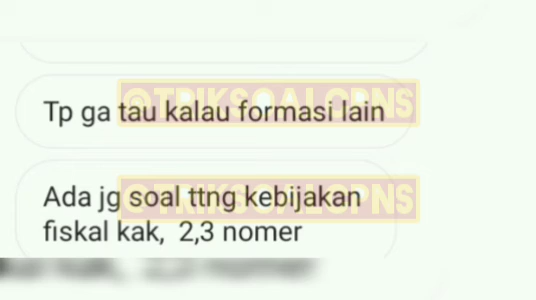 @TRIKSOALCPNS
Tp ga tau kalau formasi lain
@TRIKSOALCPNS
Ada jg soal ttng kebijakan
fiskal kak, 2,3 nomer